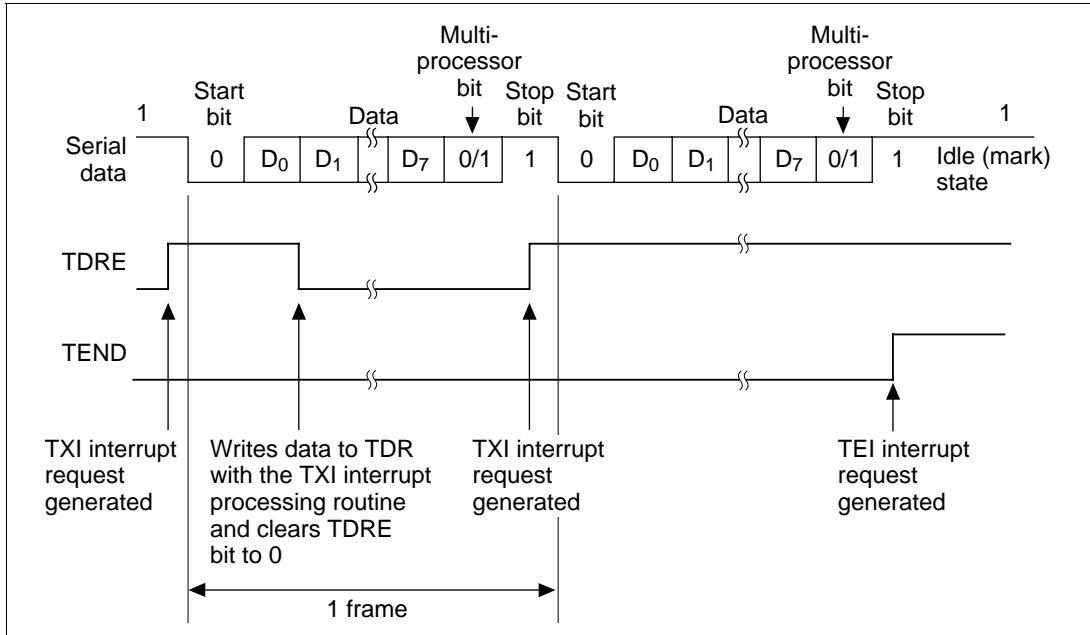 Multi-
processor
bit
Multi-
processor
bit
1
Start
bit
Data
Stop
bit
Start
bit
Data
Stop
bit
1
Serial
data
0
D0
D1
D7
0/1
1
0
D0
D1
D7
0/1
1
Idle (mark)
state
TDRE
TEND
TXI interrupt
request
generated
Writes data to TDR
with the TXI interrupt
processing routine
and clears TDRE
bit to 0
TXI interrupt
request
generated
TEI interrupt
request
generated
1 frame